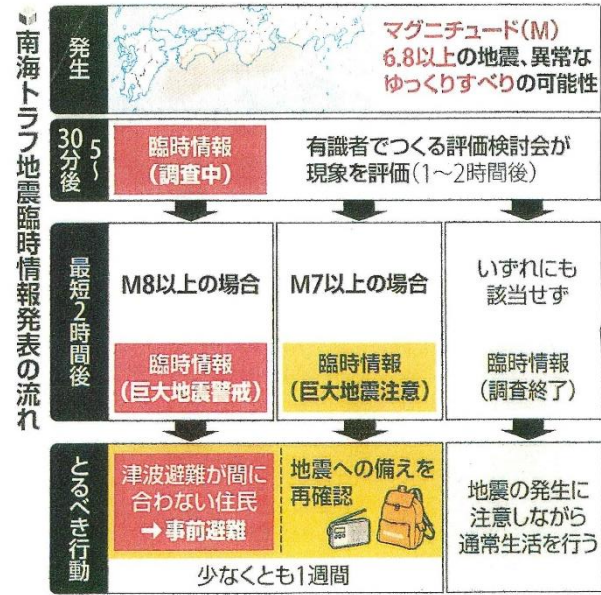 南海トラフ地震臨時情報発表の流れ
発生
マグニチュード(M)
6.8以上の地震、異常な
ゆっくりすべりの可能性
5〜
30分後
臨時情報
(調査中)
有識者でつくる評価検討会が
現象を評価(1〜2時間後)
最短2時間後
M8以上の場合
臨時情報
(巨大地震警戒)
M7以上の場合
臨時情報
(巨大地震注意)
いずれにも
該当せず
臨時情報
(調査終了)
とるべき行動
津波避難が間に
合わない住民
→事前避難
地震への備えを
再確認
少なくとも1週間
地震の発生に
注意しながら
通常生活を行う